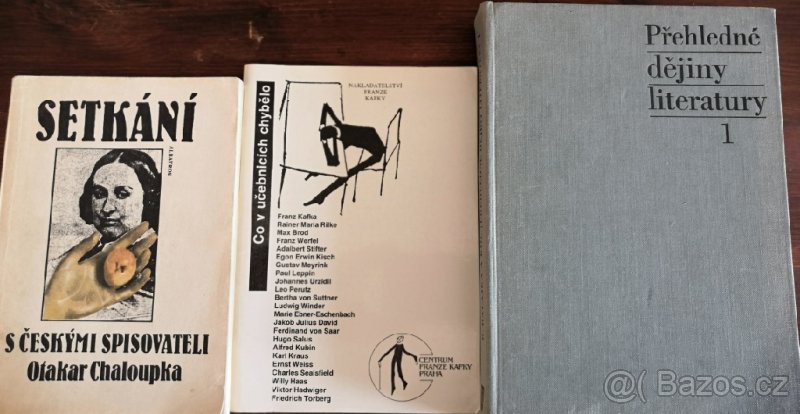 SETKÁNÍ
ALBATROS
S ČESKÝMI SPISOVATELI
Otakar Chaloupka
Co v učebnicích chybělo
NAKLADATELSTVÍ
FRANZE
KAFKY
Franz Kafka
Rainer Maria Rilke
Max Brod
Franz Werfel
Adalbert Stifter
Egon Erwin Kisch
Gustav Meyrink
Paul Leppin
Johannes Urzidil
Leo Perutz
Bertha von Suttner
Ludwig Winder
Marie Ebner-Eschenbach
Jakob Julius David
Ferdinand von Saar
Hugo Salus
Alfred Kubin
Karl Kraus
Ernst Weiss
Charles Sealsfield
Willy Haas
Viktor Hadwiger
Friedrich Torberg
CENTRUM
FRANZE KAFKY
PRAHA
Přehledné
dějiny
literatury
1
Bazos.cz